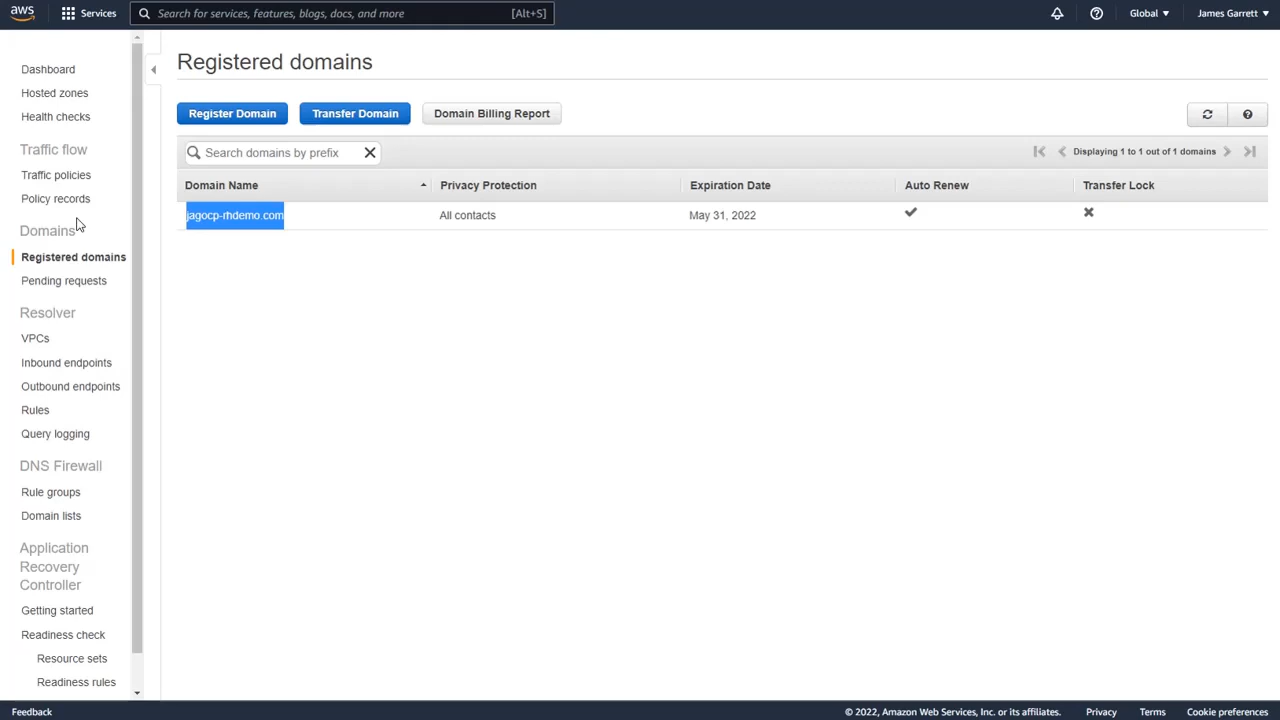 aws
Services
Search for services, features, blogs, docs, and more
[Alt+S]
Global
James Garrett
Dashboard
Hosted zones
Health checks
Traffic flow
Traffic policies
Policy records
Domains
Registered domains
Pending requests
Resolver
VPCs
Inbound endpoints
Outbound endpoints
Rules
Query logging
DNS Firewall
Rule groups
Domain lists
Application
Recovery
Controller
Getting started
Readiness check
Resource sets
Readiness rules
Registered domains
Register Domain
Transfer Domain
Domain Billing Report
Search domains by prefix
Displaying 1 to 1 out of 1 domains
Domain Name Privacy Protection Expiration Date Auto Renew Transfer Lock
jagocp-rhdemo.com All contacts May 31, 2022
Feedback
© 2022, Amazon Web Services, Inc. or its affiliates. Privacy Terms Cookie preferences